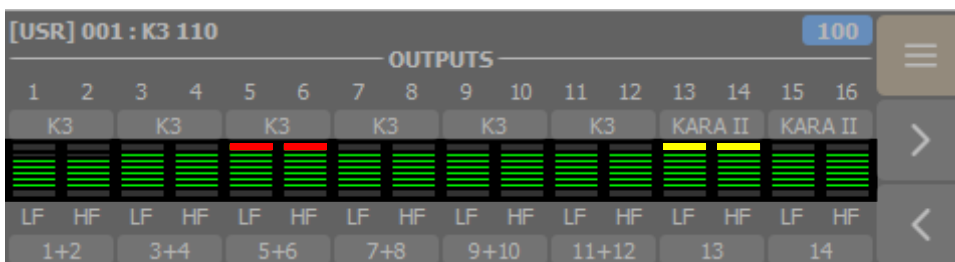 [USR] 001 : K3 110 100
OUTPUTS
1 2 3 4 5 6 7 8 9 10 11 12 13 14 15 16
K3 K3 K3 K3 K3 K3 KARA II KARA II
LF HF LF HF LF HF LF HF LF HF LF HF LF HF LF HF
1+2 3+4 5+6 7+8 9+10 11+12 13 14